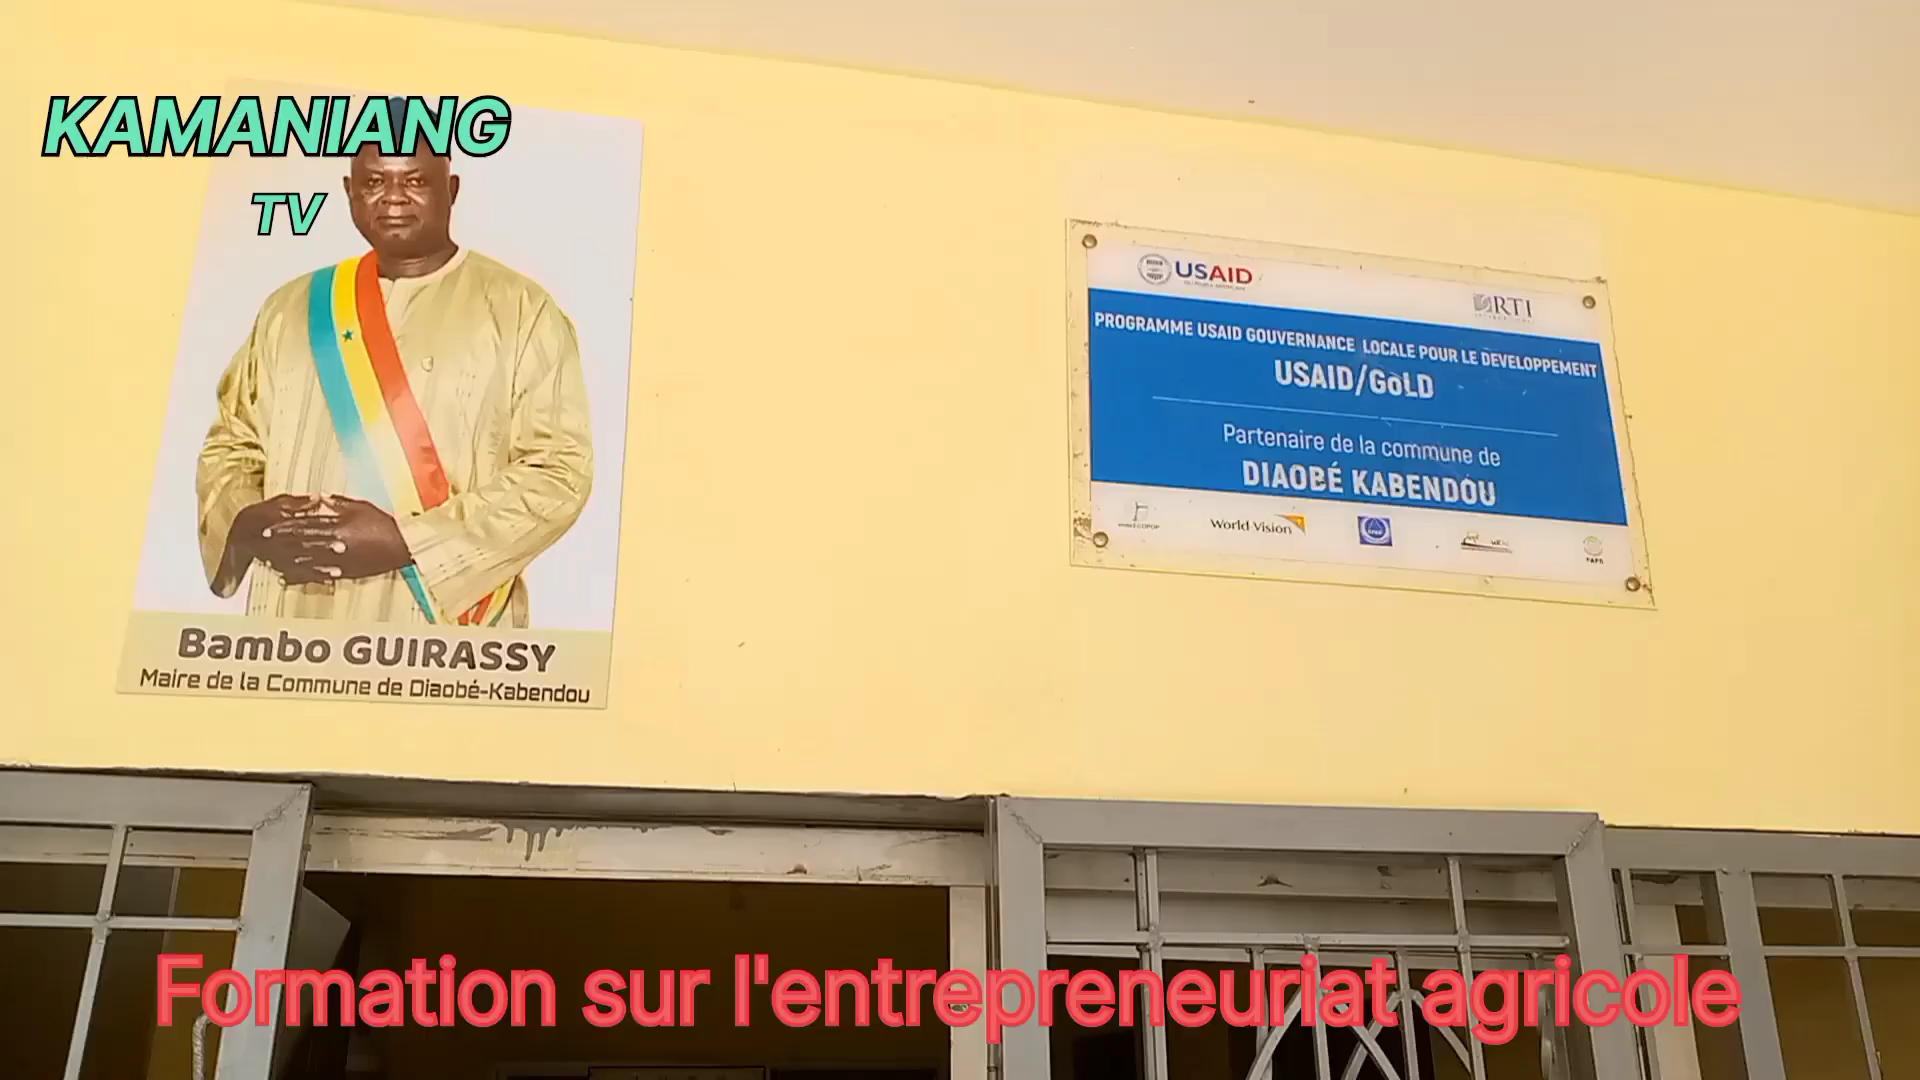 KAMANIANG
TV
Bambo GUIRASSY
Maire de la Commune de Diaobé-Kabendou
USAID
RTI
PROGRAMME USAID GOUVERNANCE LOCALE POUR LE DEVELOPPEMENT
USAID/GoLD
Partenaire de la commune de
DIAOBÉ KABENDOU
World Vision
Formation sur l'entrepreneuriat agricole